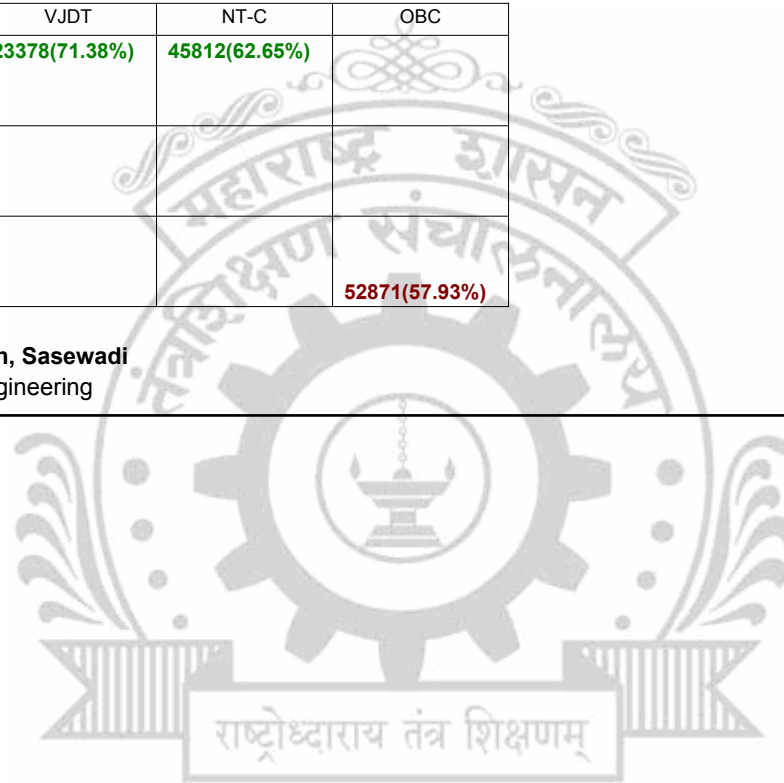 VJDT NT-C OBC
23378(71.38%) 45812(62.65%)
52871(57.93%)
Sasewadi
महाराष्ट्र शासन
तंत्रशिक्षण संचालनालय
राष्ट्रोध्दाराय तंत्र शिक्षणम्